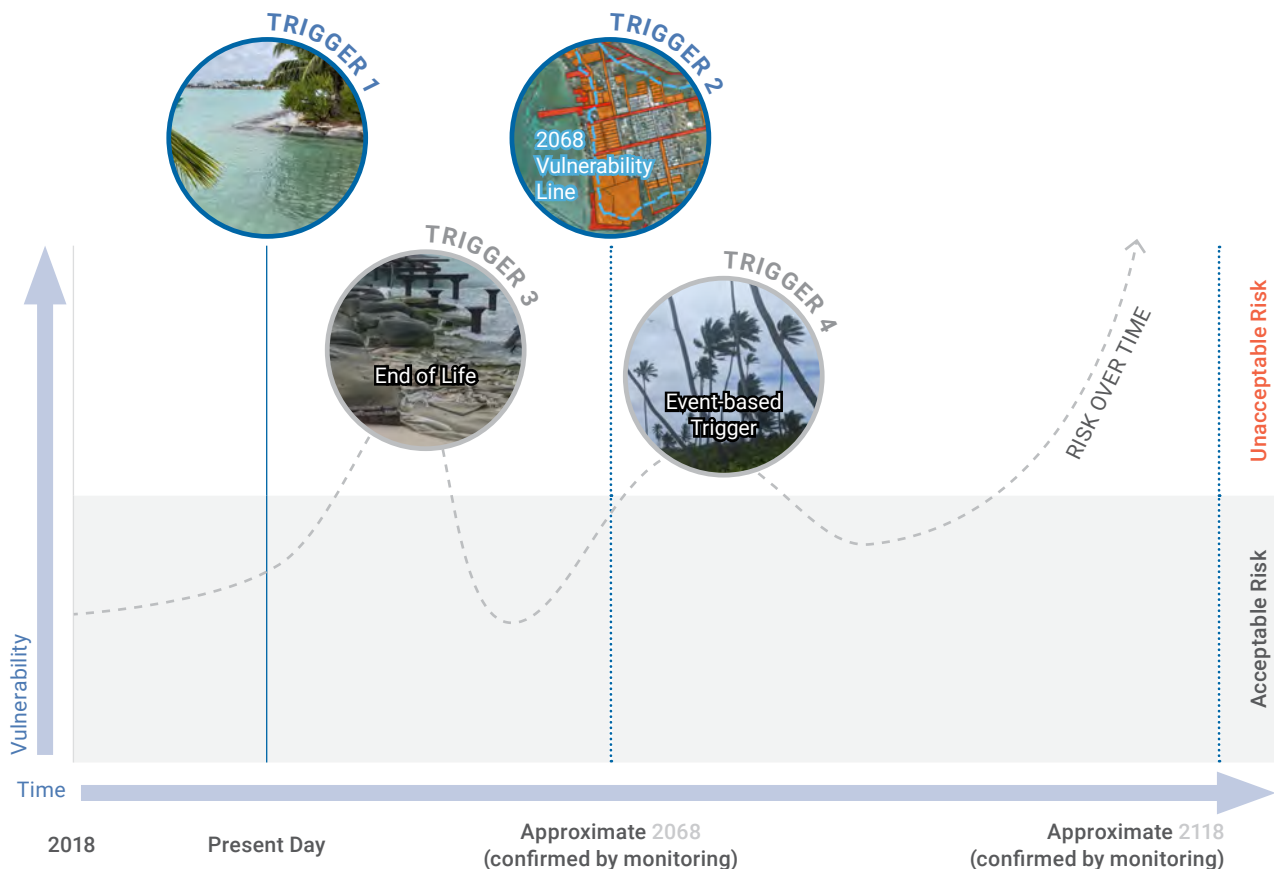 TRIGGER 1
TRIGGER 2
2068
Vulnerability
Line
TRIGGER 3
End of Life
TRIGGER 4
Event-based
Trigger
RISK OVER TIME
Unacceptable Risk
Acceptable Risk
Vulnerability
Time
2018
Present Day
Approximate 2068
(confirmed by monitoring)
Approximate 2118
(confirmed by monitoring)